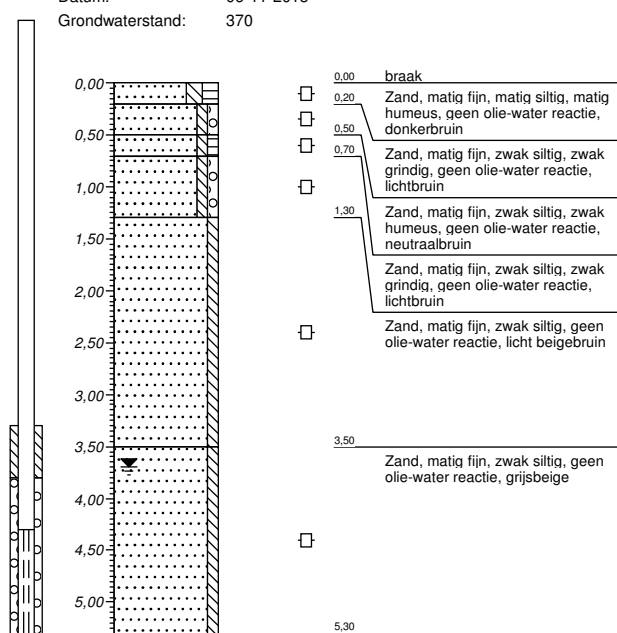 Grondwaterstand: 370
0,00
0,50
1,00
1,50
2,00
2,50
3,00
3,50
4,00
4,50
5,00
0,00 braak
0,20 Zand, matig fijn, matig siltig, matig
humeus, geen olie-water reactie,
donkerbruin
0,50 Zand, matig fijn, zwak siltig, zwak
grindig, geen olie-water reactie,
lichtbruin
0,70 Zand, matig fijn, zwak siltig, zwak
humeus, geen olie-water reactie,
neutraalbruin
1,30 Zand, matig fijn, zwak siltig, zwak
grindig, geen olie-water reactie,
lichtbruin
Zand, matig fijn, zwak siltig, geen
olie-water reactie, licht beigebruin
3,50
Zand, matig fijn, zwak siltig, geen
olie-water reactie, grijsbeige
5,30